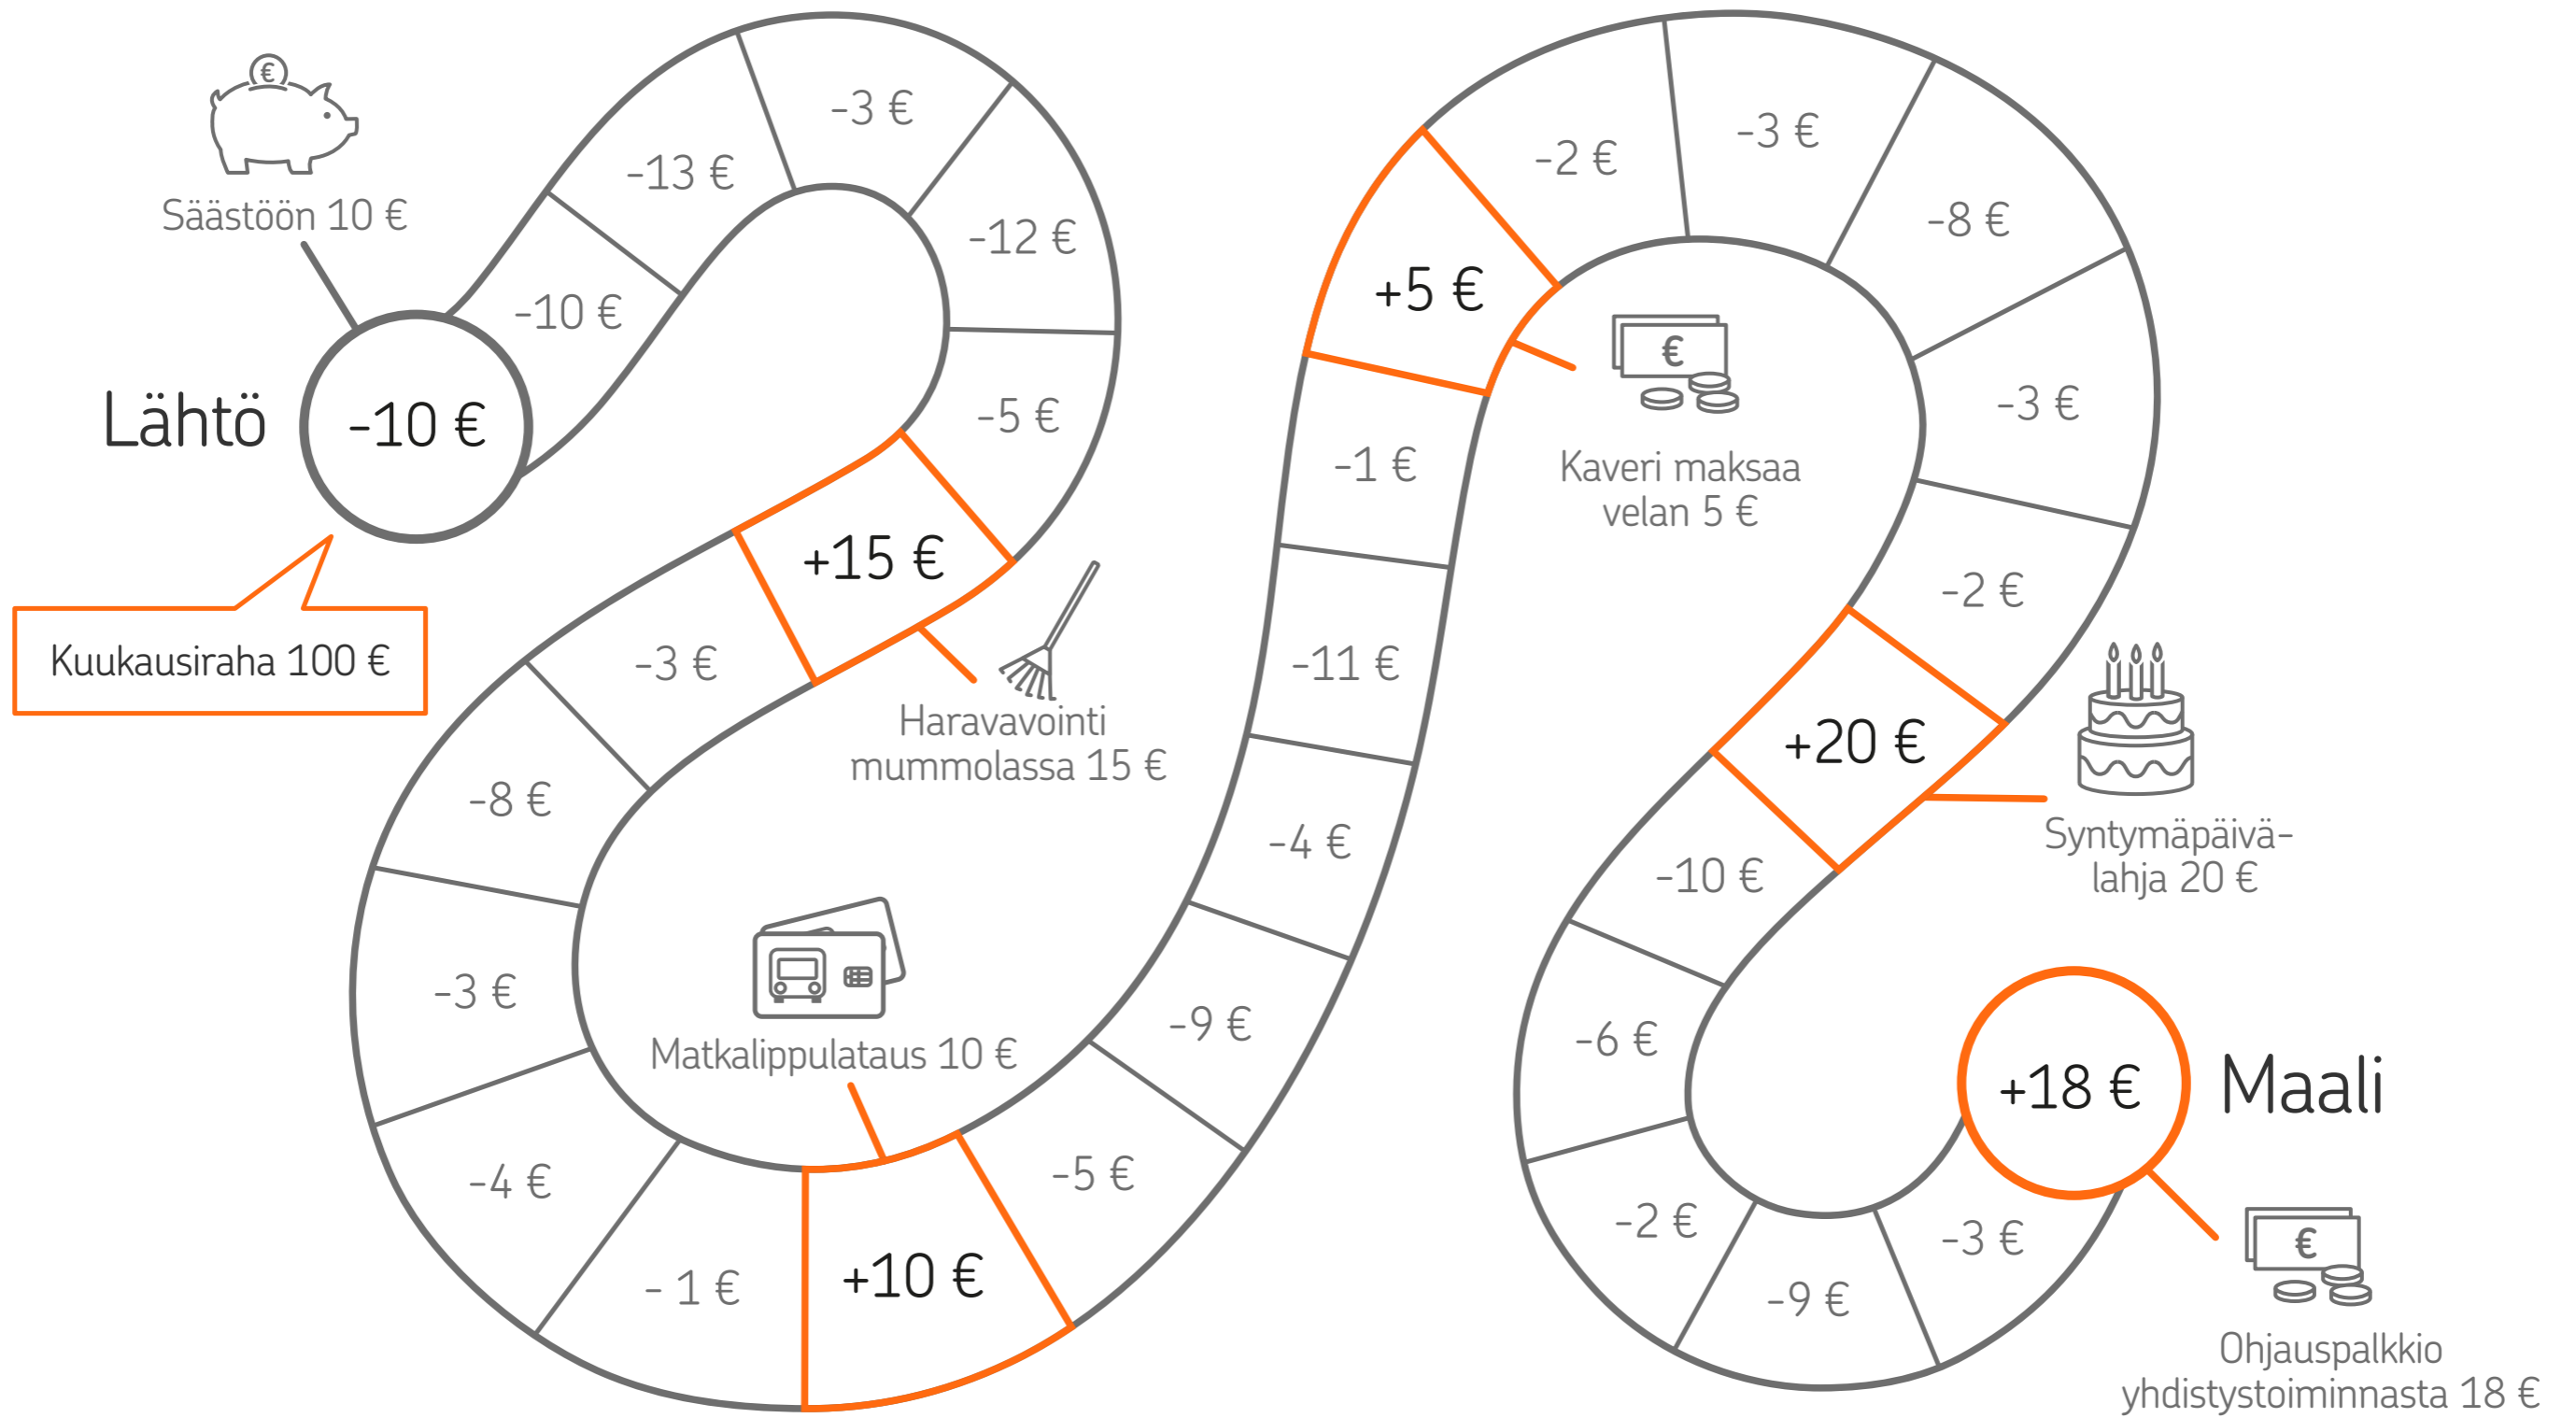 €
Säästöön 10 €
Lähtö
-10 €
Kuukausiraha 100 €
-10 €
-13 €
-3 €
-12 €
-5 €
+15 €
Haravavointi
mummolassa 15 €
-3 €
-8 €
-3 €
-4 €
- 1 €
+10 €
Matkalippulataus 10 €
-5 €
-9 €
-4 €
-11 €
-1 €
+5 €
€
Kaveri maksaa
velan 5 €
-2 €
-3 €
-8 €
-3 €
-2 €
+20 €
Syntymäpäivä-
lahja 20 €
-10 €
-6 €
-2 €
-9 €
-3 €
+18 €
Maali
€
Ohjauspalkkio
yhdistystoiminnasta 18 €